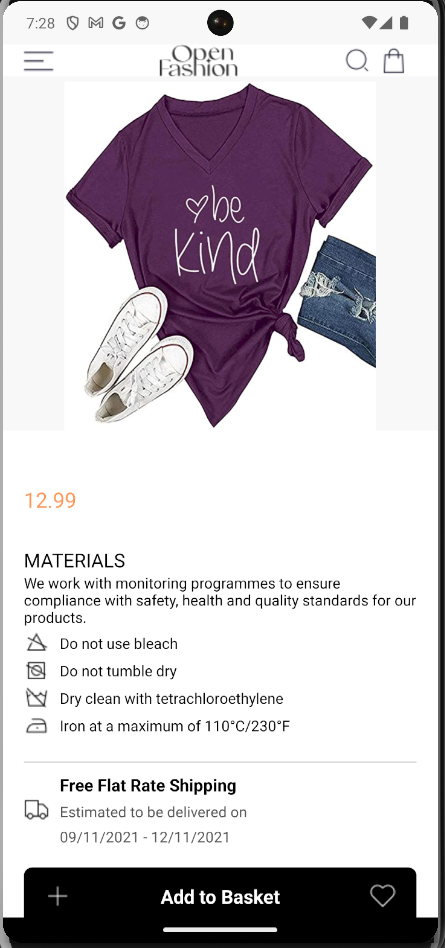 7:28
Open
Fashion
be
kind
12.99
MATERIALS
We work with monitoring programmes to ensure
compliance with safety, health and quality standards for our
products.
Do not use bleach
Do not tumble dry
Dry clean with tetrachloroethylene
Iron at a maximum of 110°C/230°F
Free Flat Rate Shipping
Estimated to be delivered on
09/11/2021 - 12/11/2021
Add to Basket